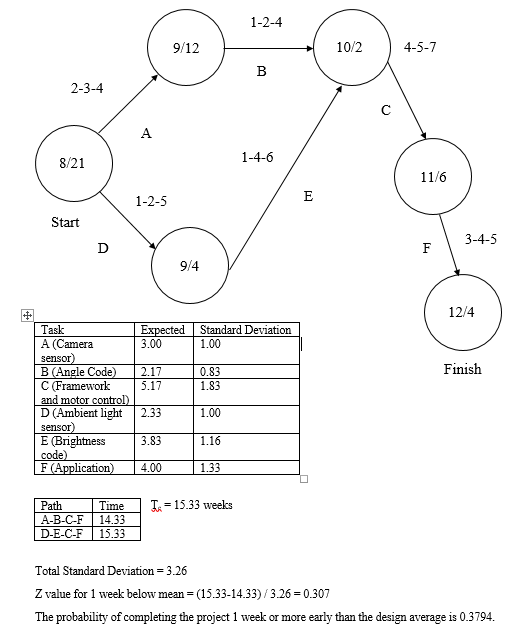 1-2-4
9/12
10/2
4-5-7
B
2-3-4
C
A
1-4-6
8/21
11/6
1-2-5
E
Start
D
F
3-4-5
9/4
12/4
Finish
Task Expected Standard Deviation
A (Camera 3.00 1.00
sensor)
B (Angle Code) 2.17 0.83
C (Framework 5.17 1.83
and motor control)
D (Ambient light 2.33 1.00
sensor)
E (Brightness 3.83 1.16
code)
F (Application) 4.00 1.33
Path Time Te = 15.33 weeks
A-B-C-F 14.33
D-E-C-F 15.33
Total Standard Deviation = 3.26
Z value for 1 week below mean = (15.33-14.33) / 3.26 = 0.307
The probability of completing the project 1 week or more early than the design average is 0.3794.